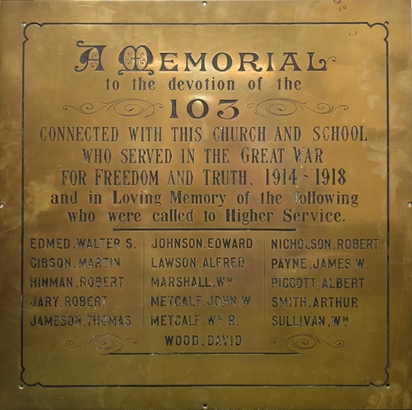 A MEMORIAL
to the devotion of the
103
CONNECTED WITH THIS CHURCH AND SCHOOL
WHO SERVED IN THE GREAT WAR
FOR FREEDOM AND TRUTH, 1914-1918
and in Loving Memory of the following
who were called to Higher Service.
EDMED, WALTER S. JOHNSON, EDWARD NICHOLSON, ROBERT
GIBSON, MARTIN LAWSON, ALFRED PAYNE, JAMES W.
HINMAN, ROBERT MARSHALL, Wᴹ PIGGOTT, ALBERT
JARY, ROBERT METCALF, JOHN W. SMITH, ARTHUR
JAMESON, THOMAS METCALF, Wᴹ R. SULLIVAN, Wᴹ
WOOD, DAVID